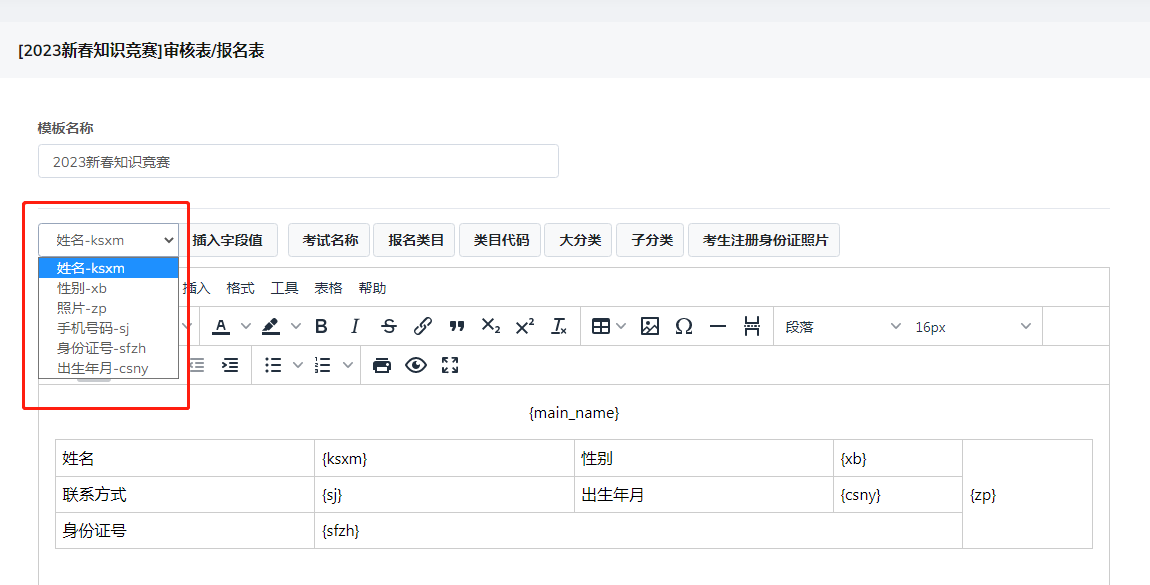 [2023新春知识竞赛]审核表/报名表
模板名称
2023新春知识竞赛
姓名-ksxm 插入字段值 考试名称 报名类目 类目代码 大分类 子分类 考生注册身份证照片
姓名-ksxm
性别-xb
照片-zp
手机号码-sj
身份证号-sfzh
出生年月-csny
插入 格式 工具 表格 帮助
段落 16px
{main_name}
姓名 {ksxm} 性别 {xb} {zp}
联系方式 {sj} 出生年月 {csny}
身份证号 {sfzh}